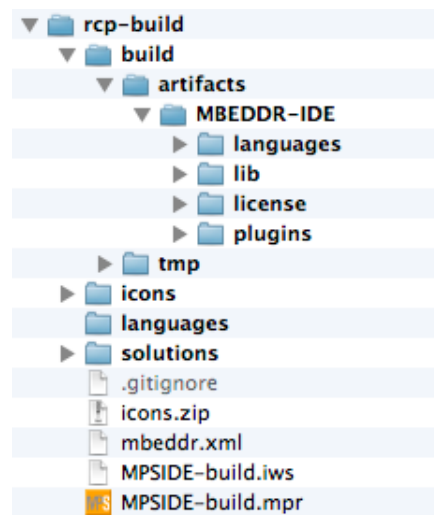 rcp-build
build
artifacts
MBEDDR-IDE
languages
lib
license
plugins
tmp
icons
languages
solutions
.gitignore
icons.zip
mbeddr.xml
MPSIDE-build.iws
MPSIDE-build.mpr